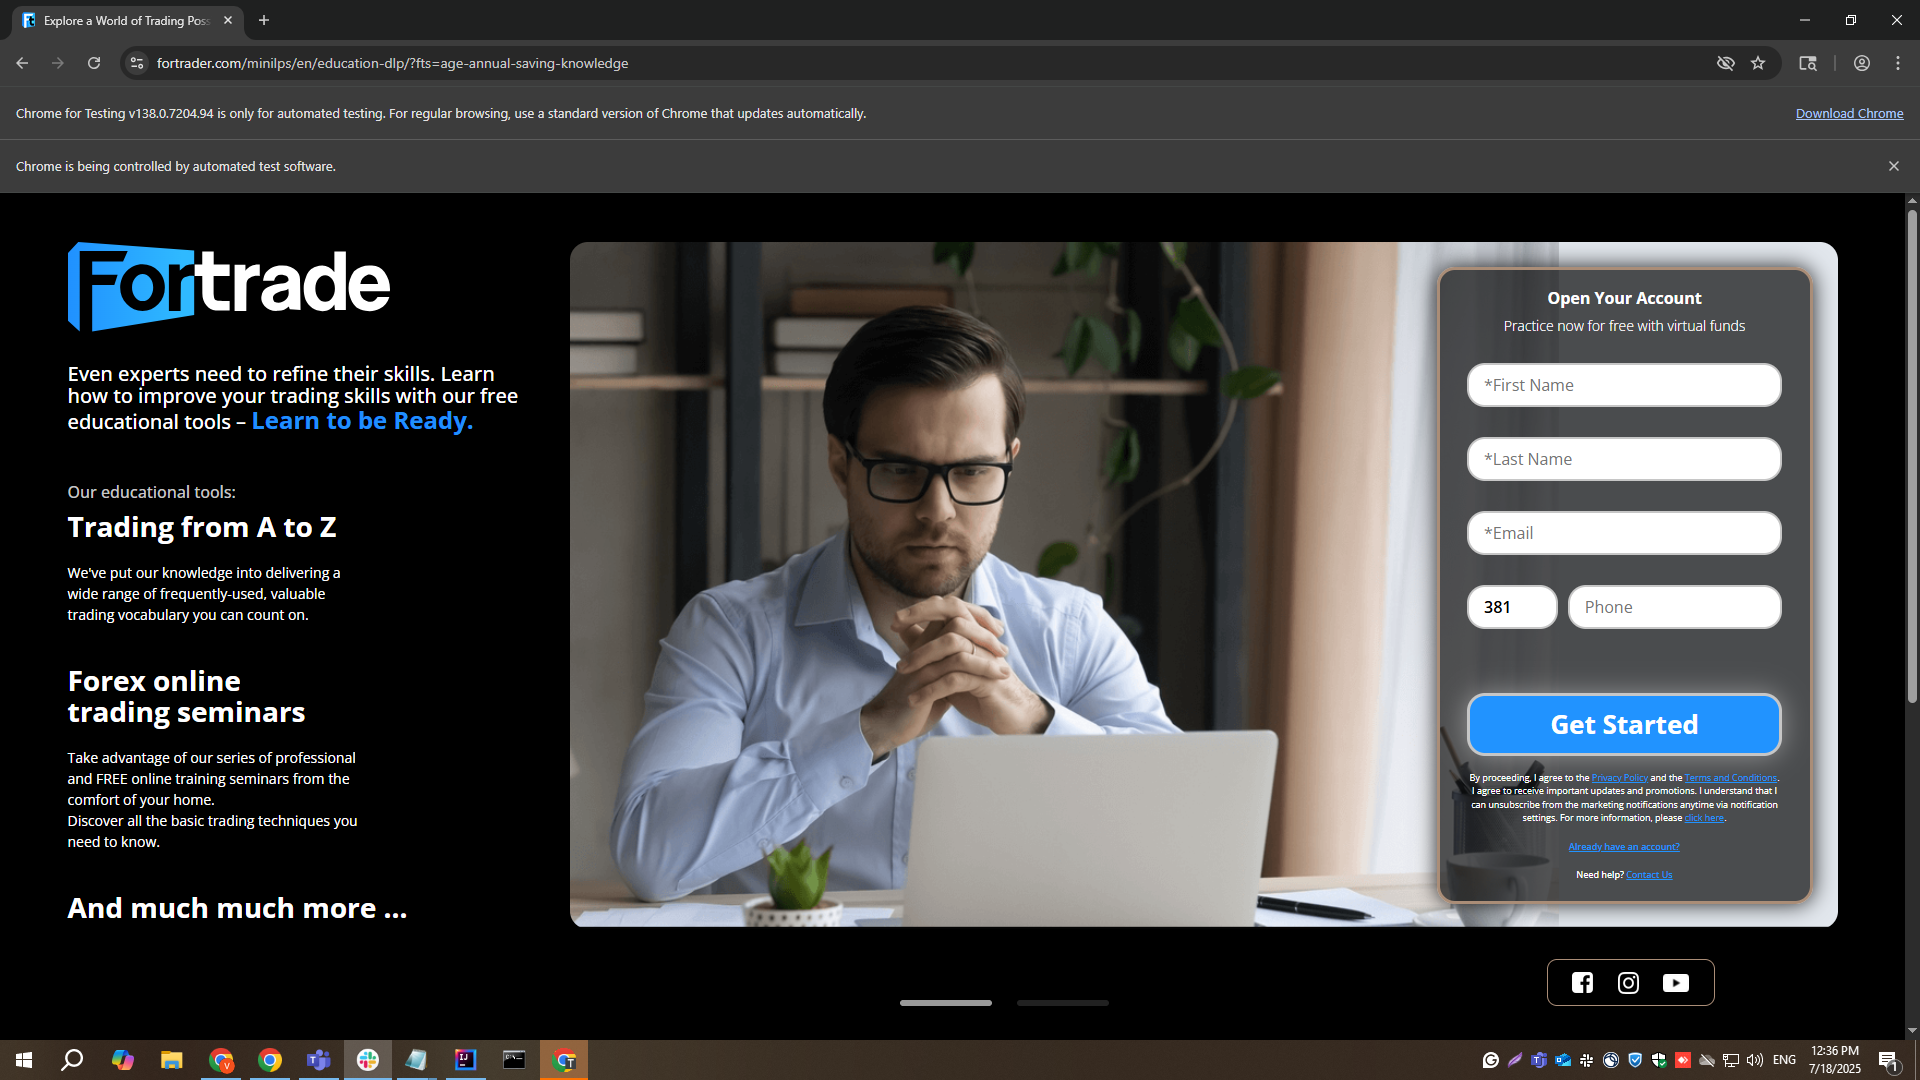 Explore a World of Trading Poss
fortrader.com/minilps/en/education-dlp/?fts=age-annual-saving-knowledge
Chrome for Testing v138.0.7204.94 is only for automated testing. For regular browsing, use a standard version of Chrome that updates automatically.
Download Chrome
Chrome is being controlled by automated test software.
Fortrade
Even experts need to refine their skills. Learn
how to improve your trading skills with our free
educational tools – Learn to be Ready.
Our educational tools:
Trading from A to Z
We've put our knowledge into delivering a
wide range of frequently-used, valuable
trading vocabulary you can count on.
Forex online
trading seminars
Take advantage of our series of professional
and FREE online training seminars from the
comfort of your home.
Discover all the basic trading techniques you
need to know.
And much much more ...
Open Your Account
Practice now for free with virtual funds
*First Name
*Last Name
*Email
381 Phone
Get Started
By proceeding, I agree to the Privacy Policy and the Terms and Conditions.
I agree to receive important updates and promotions. I understand that I
can unsubscribe from the marketing notifications anytime via notification
settings. For more information, please click here.
Already have an account?
Need help? Contact Us
ENG
12:36 PM
7/18/2025
1